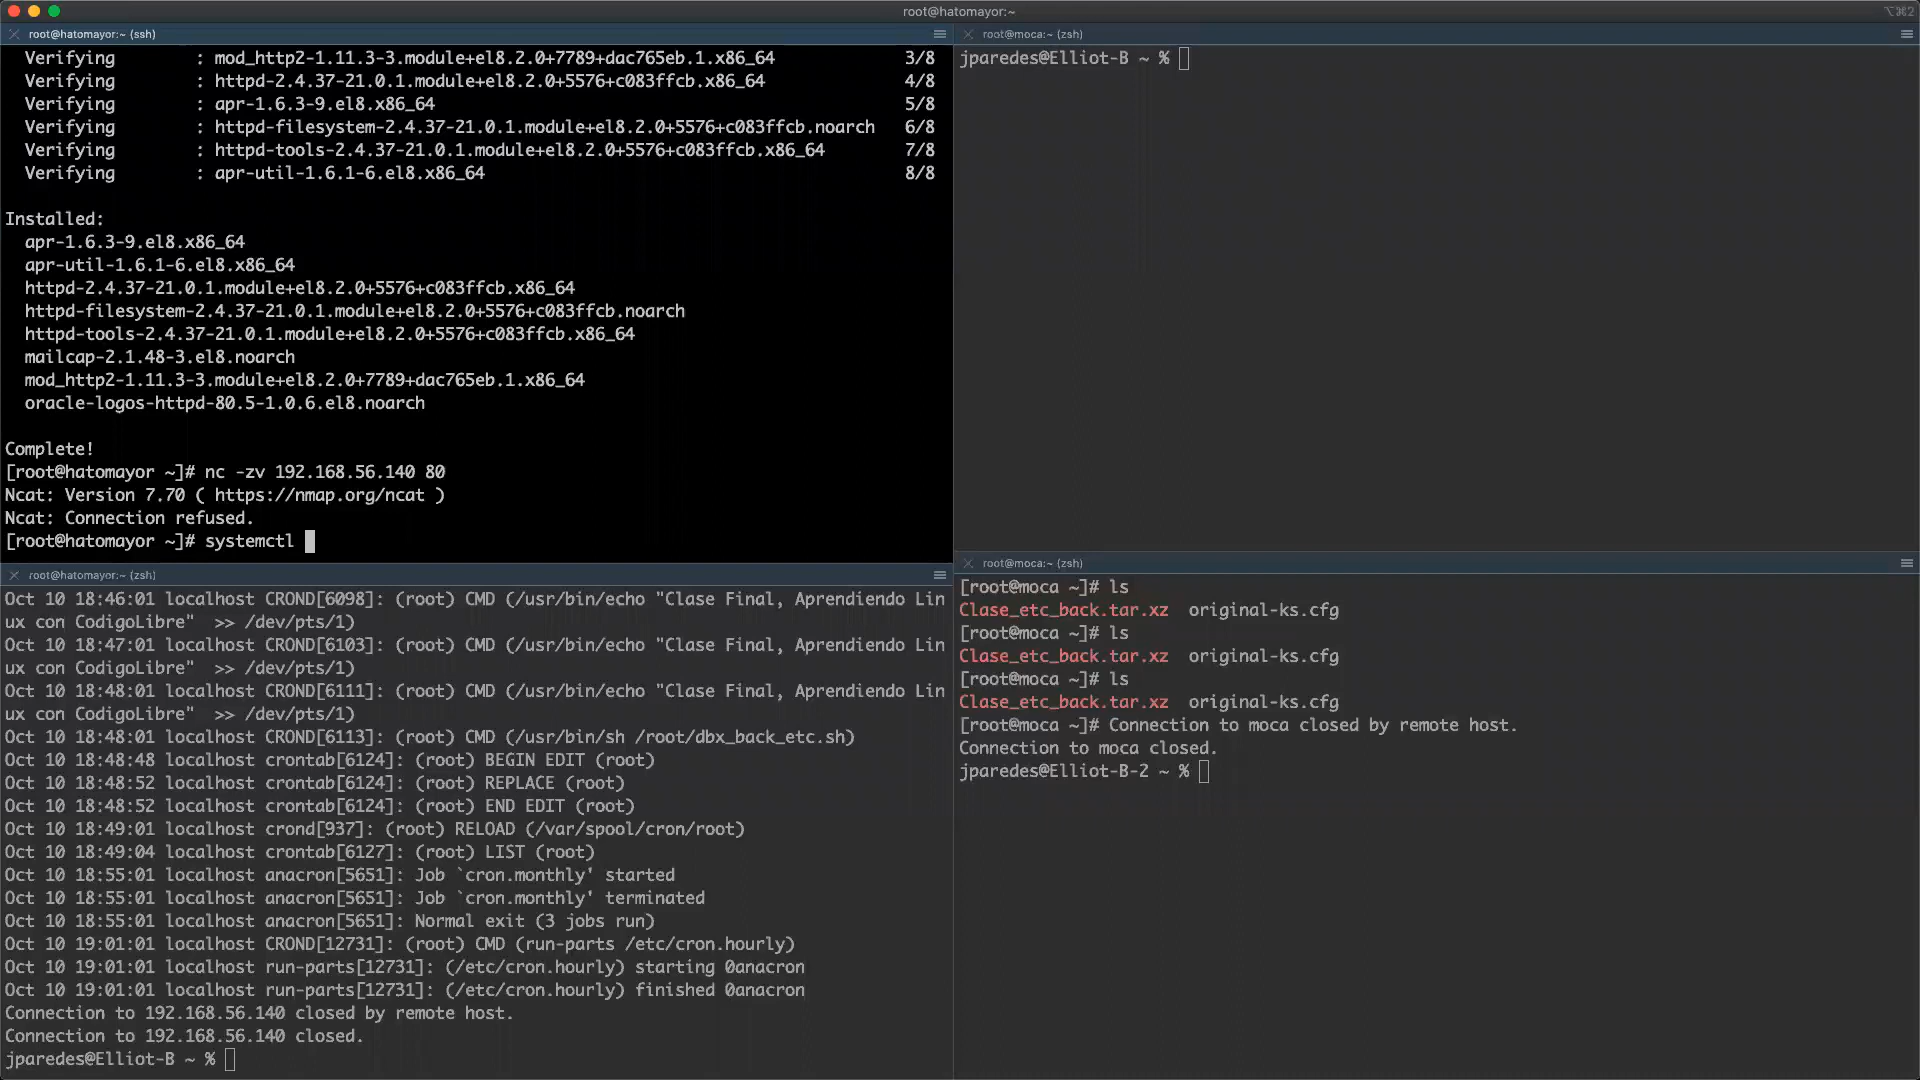 root@hatomayor:~
⌥⌘2
root@hatomayor:~ (ssh)
Verifying : mod_http2-1.11.3-3.module+el8.2.0+7789+dac765eb.1.x86_64 3/8
Verifying : httpd-2.4.37-21.0.1.module+el8.2.0+5576+c083ffcb.x86_64 4/8
Verifying : apr-1.6.3-9.el8.x86_64 5/8
Verifying : httpd-filesystem-2.4.37-21.0.1.module+el8.2.0+5576+c083ffcb.noarch 6/8
Verifying : httpd-tools-2.4.37-21.0.1.module+el8.2.0+5576+c083ffcb.x86_64 7/8
Verifying : apr-util-1.6.1-6.el8.x86_64 8/8
Installed:
apr-1.6.3-9.el8.x86_64
apr-util-1.6.1-6.el8.x86_64
httpd-2.4.37-21.0.1.module+el8.2.0+5576+c083ffcb.x86_64
httpd-filesystem-2.4.37-21.0.1.module+el8.2.0+5576+c083ffcb.noarch
httpd-tools-2.4.37-21.0.1.module+el8.2.0+5576+c083ffcb.x86_64
mailcap-2.1.48-3.el8.noarch
mod_http2-1.11.3-3.module+el8.2.0+7789+dac765eb.1.x86_64
oracle-logos-httpd-80.5-1.0.6.el8.noarch
Complete!
[root@hatomayor ~]# nc -zv 192.168.56.140 80
Ncat: Version 7.70 ( https://nmap.org/ncat )
Ncat: Connection refused.
[root@hatomayor ~]# systemctl
root@moca:~ (zsh)
jparedes@Elliot-B ~ %
root@hatomayor:~ (zsh)
Oct 10 18:46:01 localhost CROND[6098]: (root) CMD (/usr/bin/echo "Clase Final, Aprendiendo Lin
ux con CodigoLibre"  >> /dev/pts/1)
Oct 10 18:47:01 localhost CROND[6103]: (root) CMD (/usr/bin/echo "Clase Final, Aprendiendo Lin
ux con CodigoLibre"  >> /dev/pts/1)
Oct 10 18:48:01 localhost CROND[6111]: (root) CMD (/usr/bin/echo "Clase Final, Aprendiendo Lin
ux con CodigoLibre"  >> /dev/pts/1)
Oct 10 18:48:01 localhost CROND[6113]: (root) CMD (/usr/bin/sh /root/dbx_back_etc.sh)
Oct 10 18:48:48 localhost crontab[6124]: (root) BEGIN EDIT (root)
Oct 10 18:48:52 localhost crontab[6124]: (root) REPLACE (root)
Oct 10 18:48:52 localhost crontab[6124]: (root) END EDIT (root)
Oct 10 18:49:01 localhost crond[937]: (root) RELOAD (/var/spool/cron/root)
Oct 10 18:49:04 localhost crontab[6127]: (root) LIST (root)
Oct 10 18:55:01 localhost anacron[5651]: Job `cron.monthly' started
Oct 10 18:55:01 localhost anacron[5651]: Job `cron.monthly' terminated
Oct 10 18:55:01 localhost anacron[5651]: Normal exit (3 jobs run)
Oct 10 19:01:01 localhost CROND[12731]: (root) CMD (run-parts /etc/cron.hourly)
Oct 10 19:01:01 localhost run-parts[12731]: (/etc/cron.hourly) starting 0anacron
Oct 10 19:01:01 localhost run-parts[12731]: (/etc/cron.hourly) finished 0anacron
Connection to 192.168.56.140 closed by remote host.
Connection to 192.168.56.140 closed.
jparedes@Elliot-B ~ %
root@moca:~ (zsh)
[root@moca ~]# ls
Clase_etc_back.tar.xz  original-ks.cfg
[root@moca ~]# ls
Clase_etc_back.tar.xz  original-ks.cfg
[root@moca ~]# ls
Clase_etc_back.tar.xz  original-ks.cfg
[root@moca ~]# Connection to moca closed by remote host.
Connection to moca closed.
jparedes@Elliot-B-2 ~ %